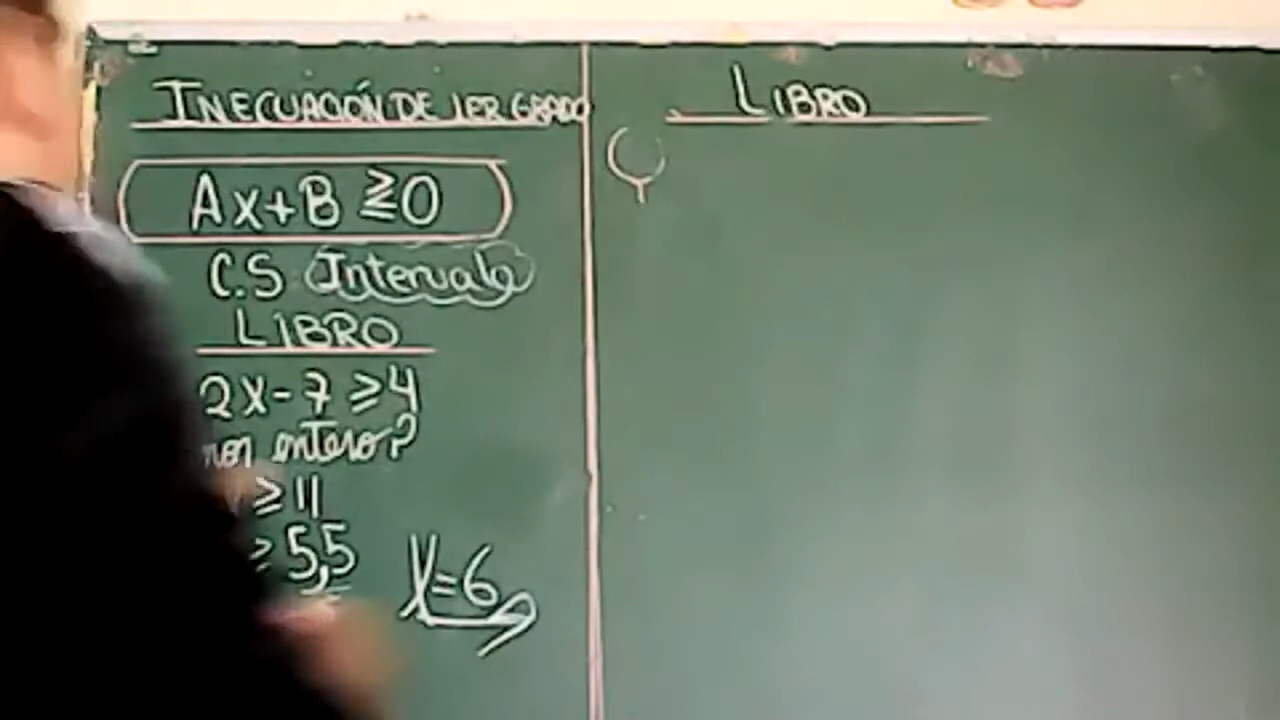 INECUACIÓN DE 1ER GRADO
Ax+B ≷ 0
C.S Intervalo
LIBRO
2x-7 ≥ 4
entero?
≥ 11
≥ 5,5
x=6
LIBRO